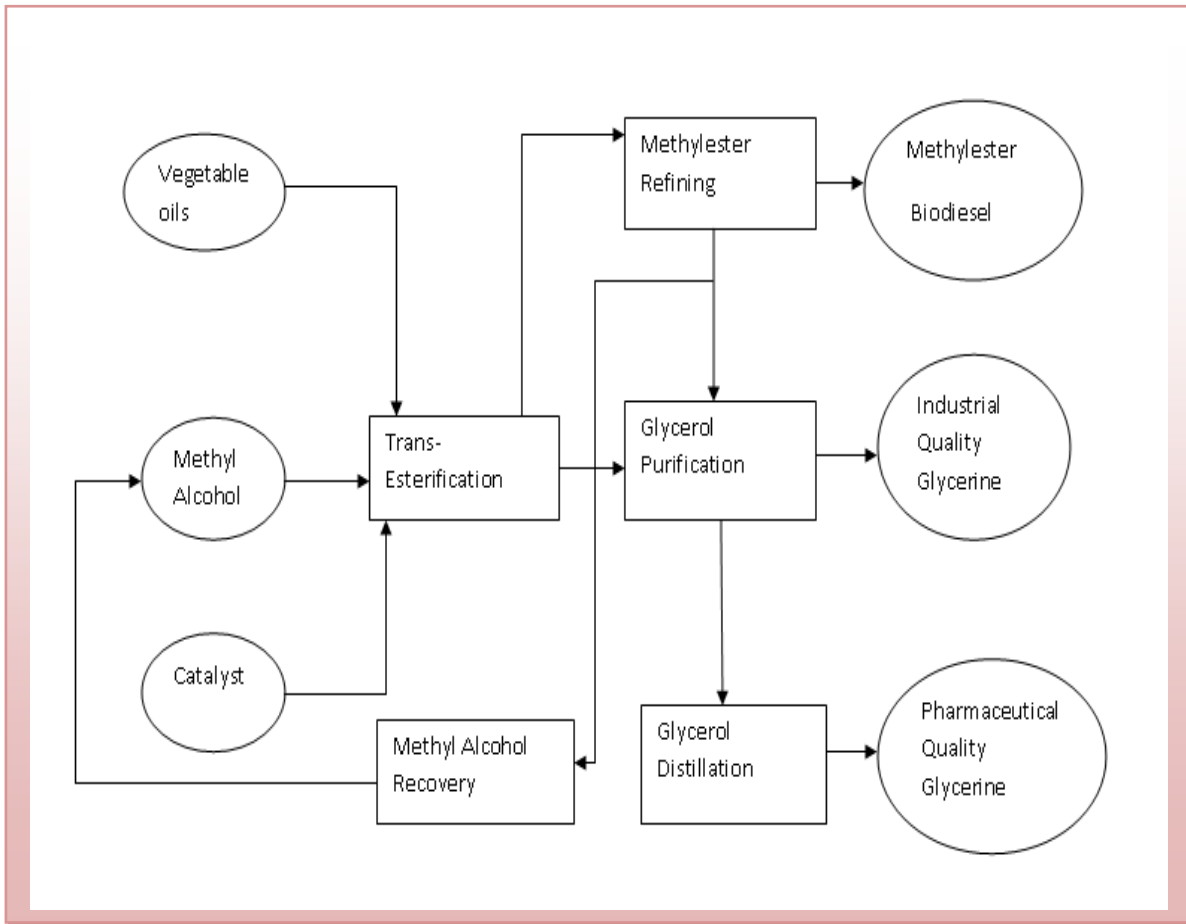 Vegetable
oils
Methylester
Refining
Methylester
Biodiesel
Methyl
Alcohol
Trans-
Esterification
Glycerol
Purification
Industrial
Quality
Glycerine
Catalyst
Methyl Alcohol
Recovery
Glycerol
Distillation
Pharmaceutical
Quality
Glycerine